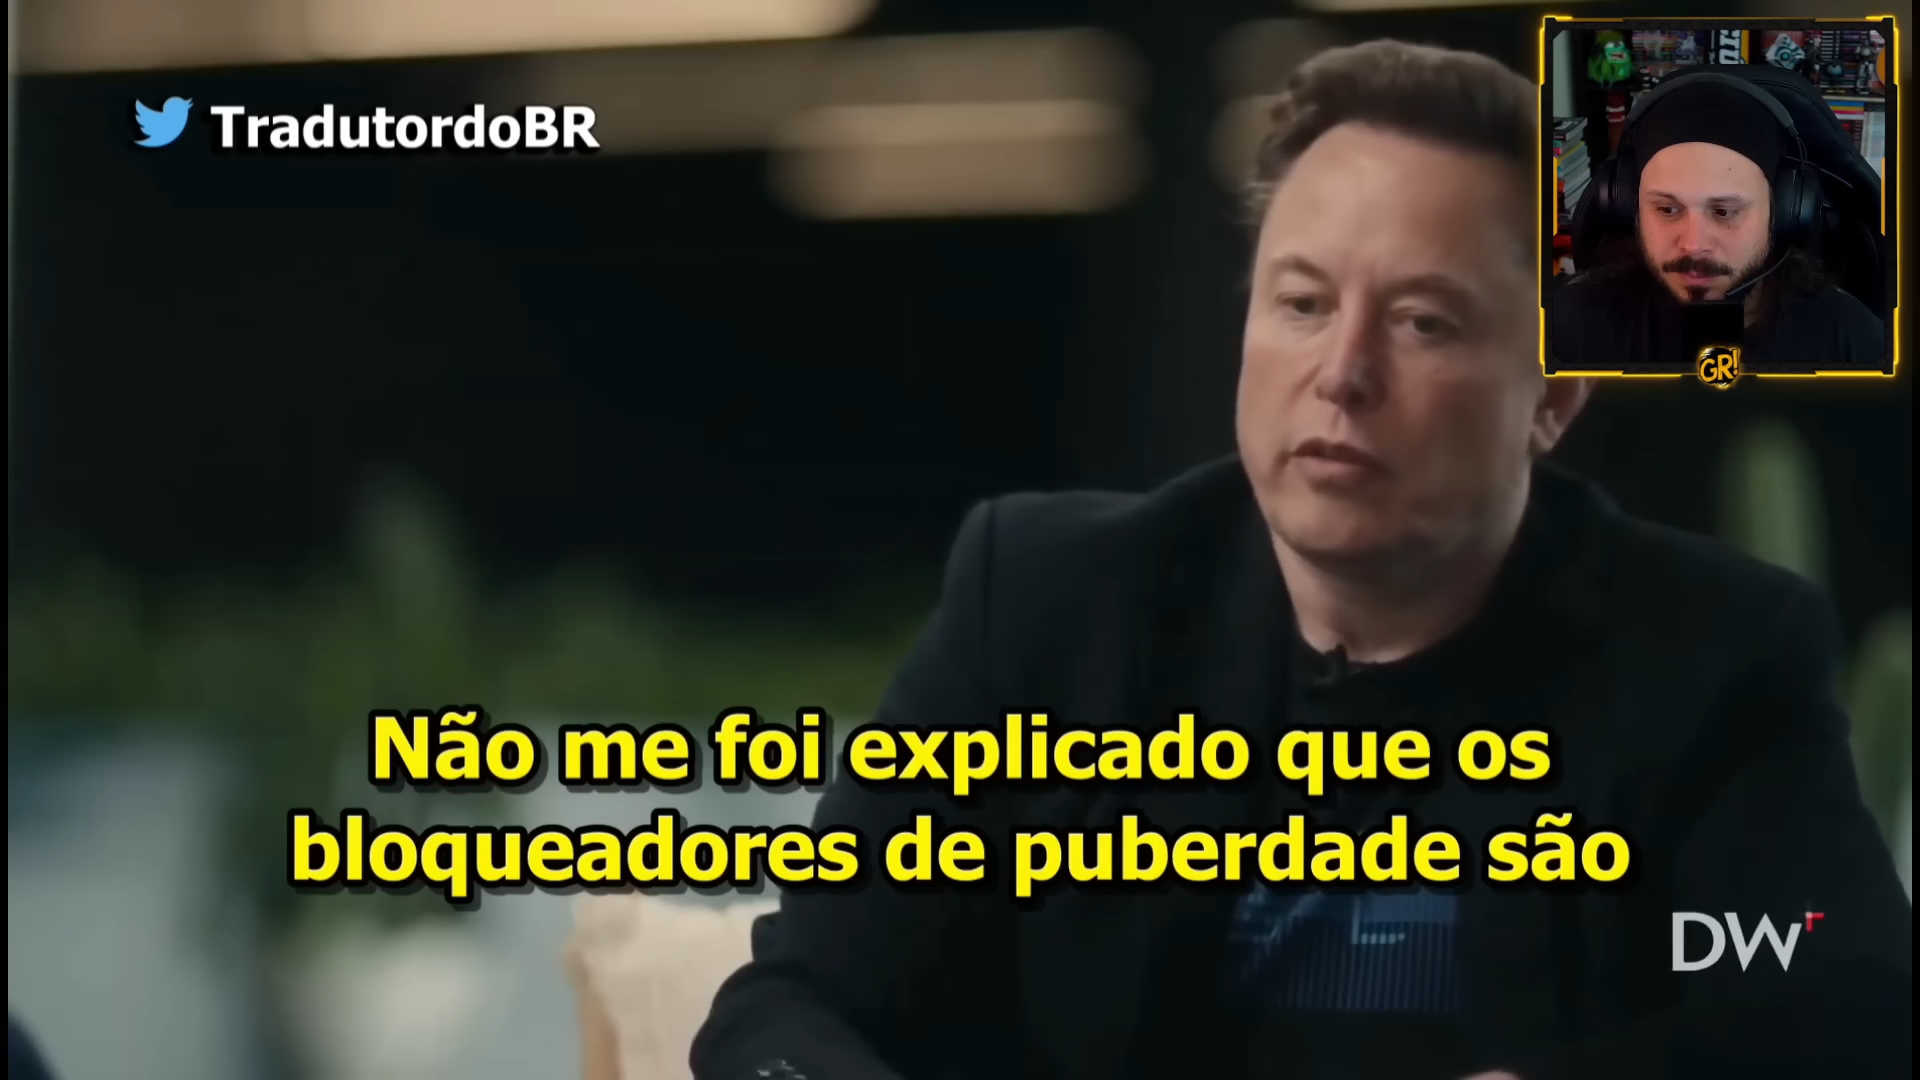 TradutordoBR
GR!
Não me foi explicado que os
bloqueadores de puberdade são
DW+